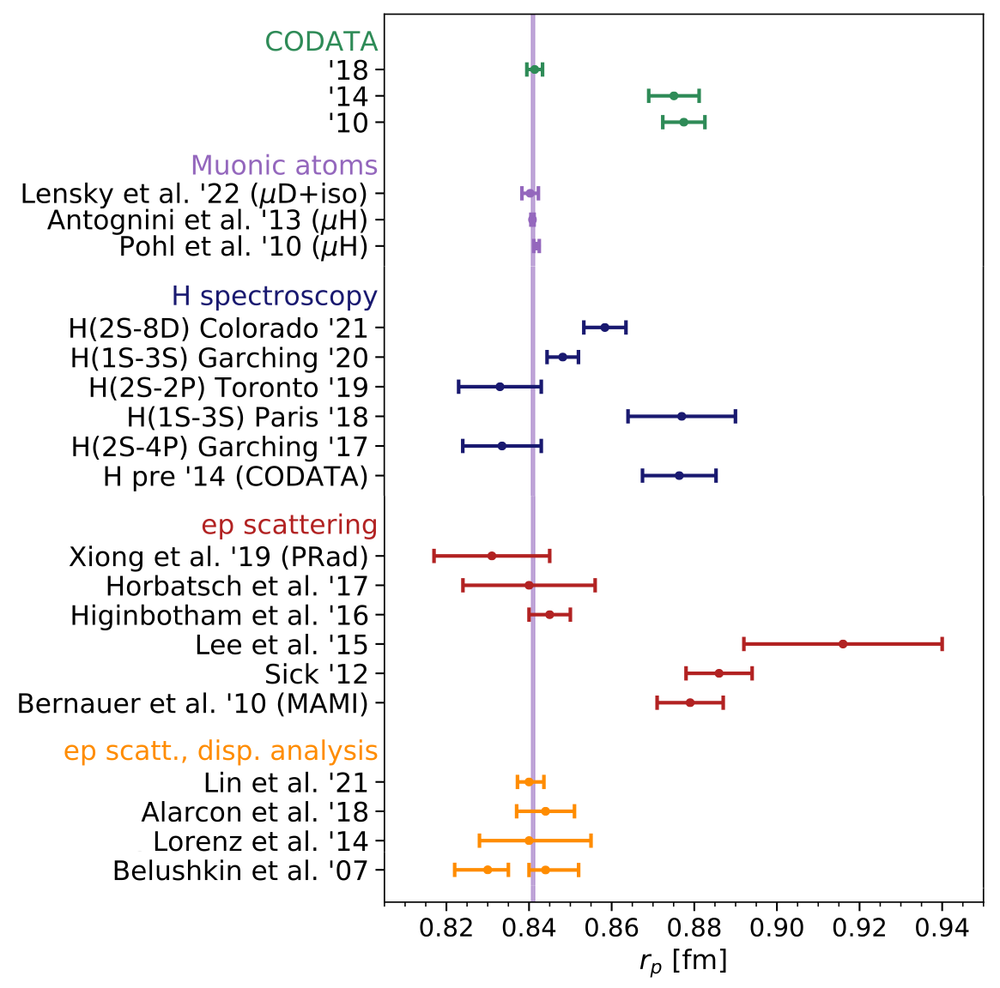 CODATA
'18
'14
'10
Muonic atoms
Lensky et al. '22 (μD+iso)
Antognini et al. '13 (μH)
Pohl et al. '10 (μH)
H spectroscopy
H(2S-8D) Colorado '21
H(1S-3S) Garching '20
H(2S-2P) Toronto '19
H(1S-3S) Paris '18
H(2S-4P) Garching '17
H pre '14 (CODATA)
ep scattering
Xiong et al. '19 (PRad)
Horbatsch et al. '17
Higinbotham et al. '16
Lee et al. '15
Sick '12
Bernauer et al. '10 (MAMI)
ep scatt., disp. analysis
Lin et al. '21
Alarcon et al. '18
Lorenz et al. '14
Belushkin et al. '07
0.82 0.84 0.86 0.88 0.90 0.92 0.94
r_p [fm]